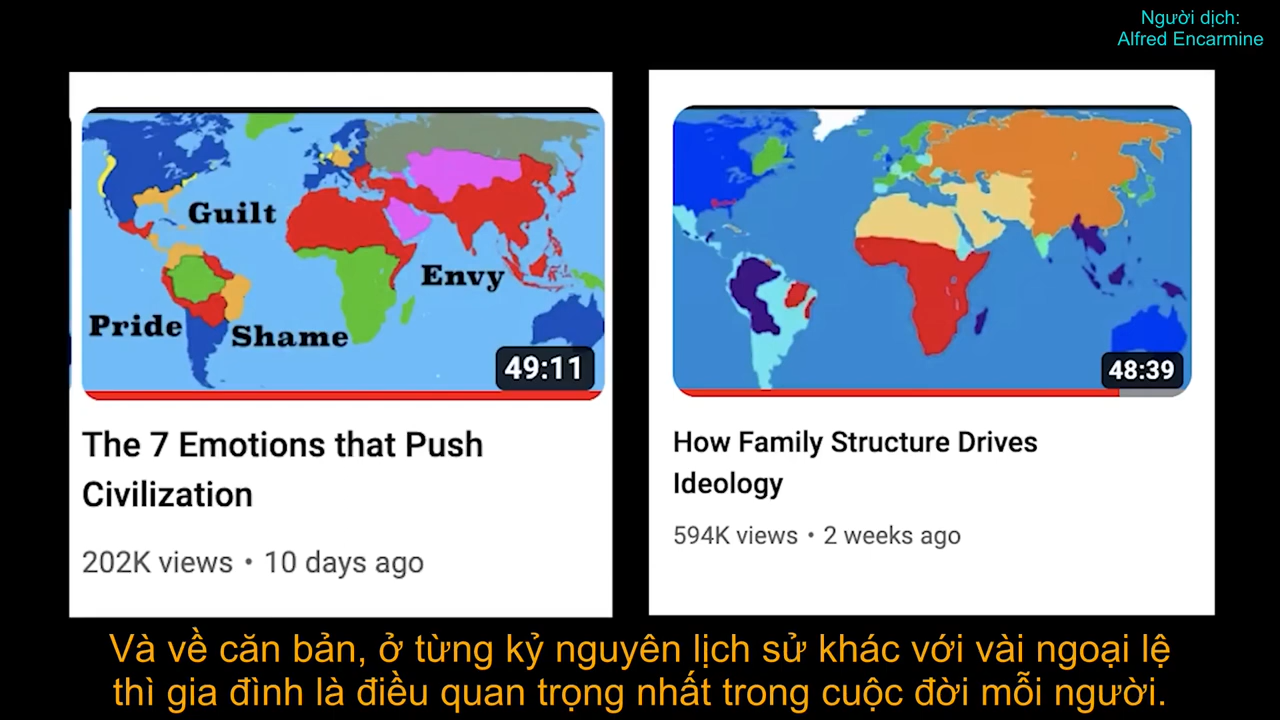 Người dịch:
Alfred Encarmine
Guilt
Envy
Pride
Shame
49:11
The 7 Emotions that Push
Civilization
202K views • 10 days ago
48:39
How Family Structure Drives
Ideology
594K views • 2 weeks ago
Và về căn bản, ở từng kỷ nguyên lịch sử khác với vài ngoại lệ
thì gia đình là điều quan trọng nhất trong cuộc đời mỗi người.